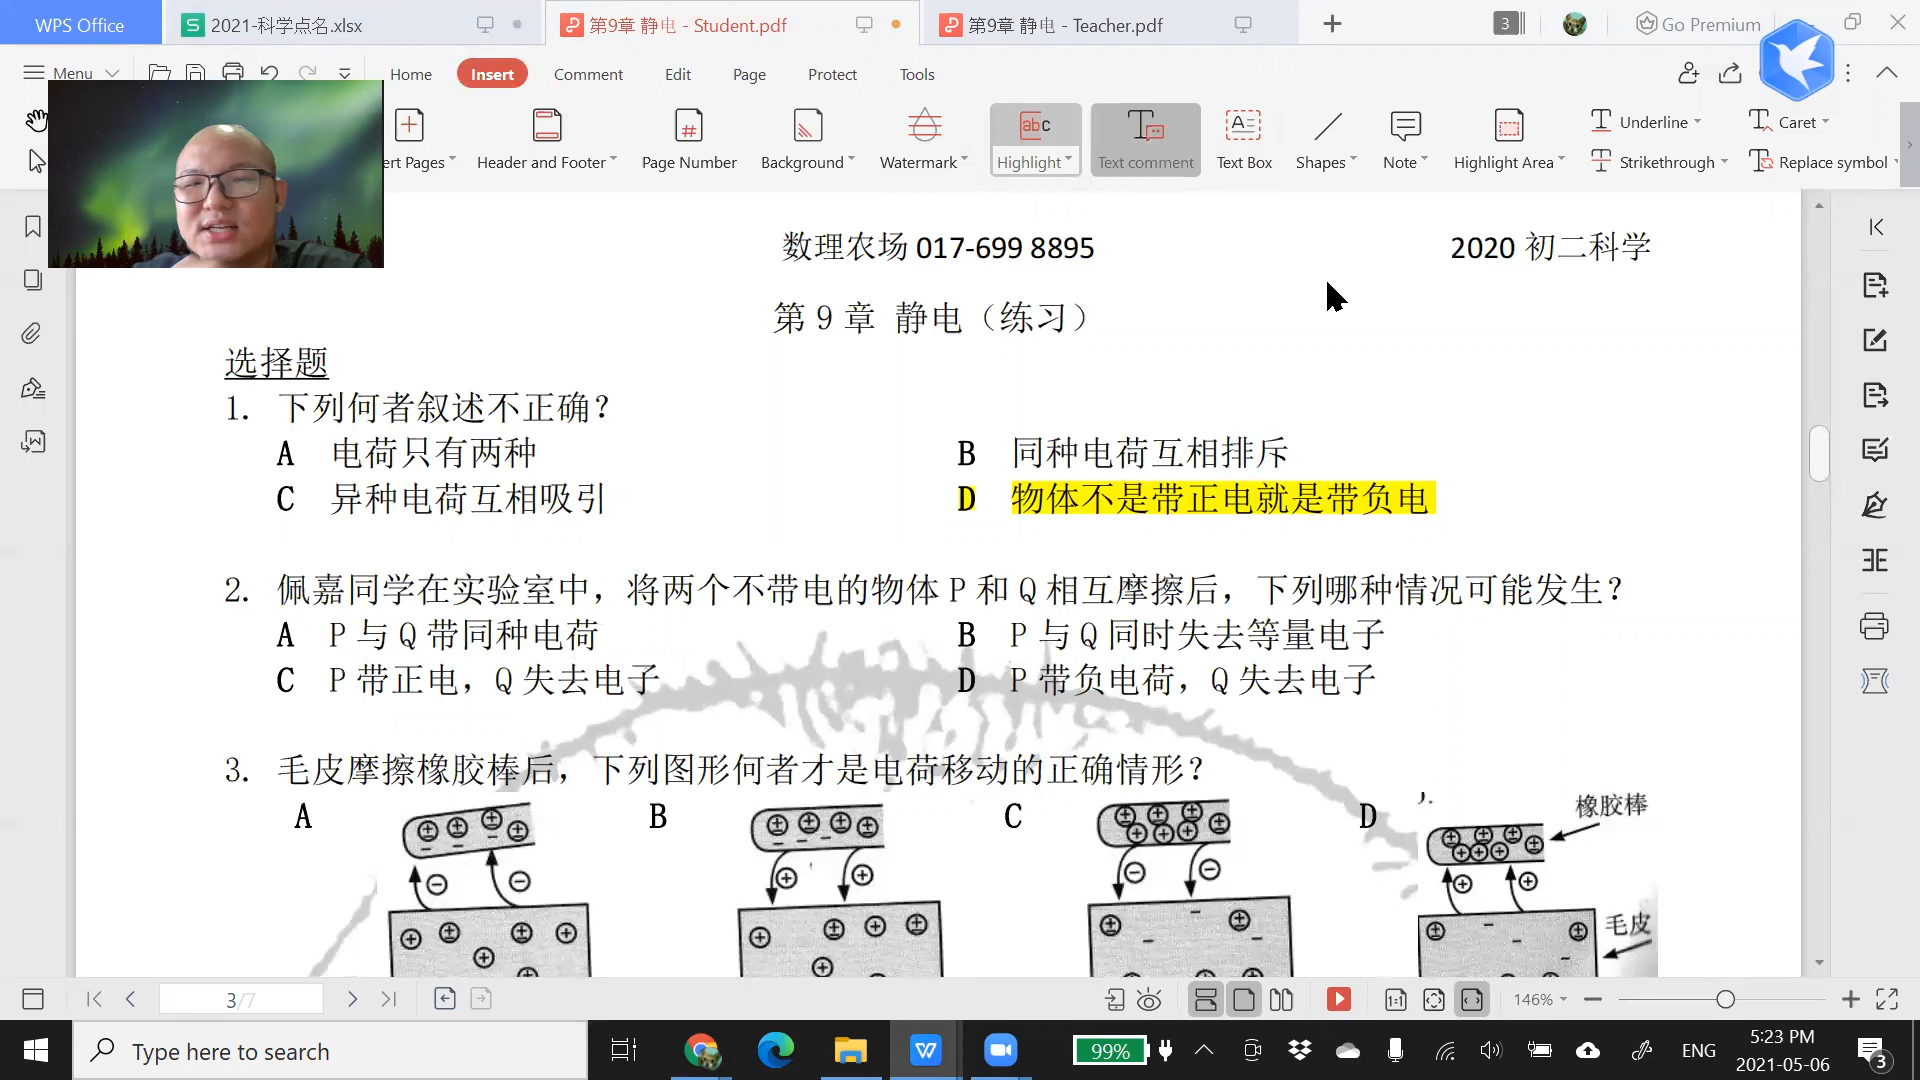 WPS Office
2021-科学点名.xlsx
第9章 静电 - Student.pdf
第9章 静电 - Teacher.pdf
3
Go Premium
Menu
Home
Insert
Comment
Edit
Page
Protect
Tools
ert Pages
Header and Footer
Page Number
Background
Watermark
Highlight
Text comment
Text Box
Shapes
Note
Highlight Area
Underline
Strikethrough
Caret
Replace symbol
数理农场 017-699 8895
2020 初二科学
第 9 章 静电（练习）
选择题
1. 下列何者叙述不正确?
A 电荷只有两种
B 同种电荷互相排斥
C 异种电荷互相吸引
D 物体不是带正电就是带负电
2. 佩嘉同学在实验室中，将两个不带电的物体 P 和 Q 相互摩擦后，下列哪种情况可能发生?
A P 与 Q 带同种电荷
B P 与 Q 同时失去等量电子
C P 带正电，Q 失去电子
D P 带负电荷，Q 失去电子
3. 毛皮摩擦橡胶棒后，下列图形何者才是电荷移动的正确情形?
A
B
C
D
橡胶棒
毛皮
3/7
146%
Type here to search
99%
ENG
5:23 PM
2021-05-06
3